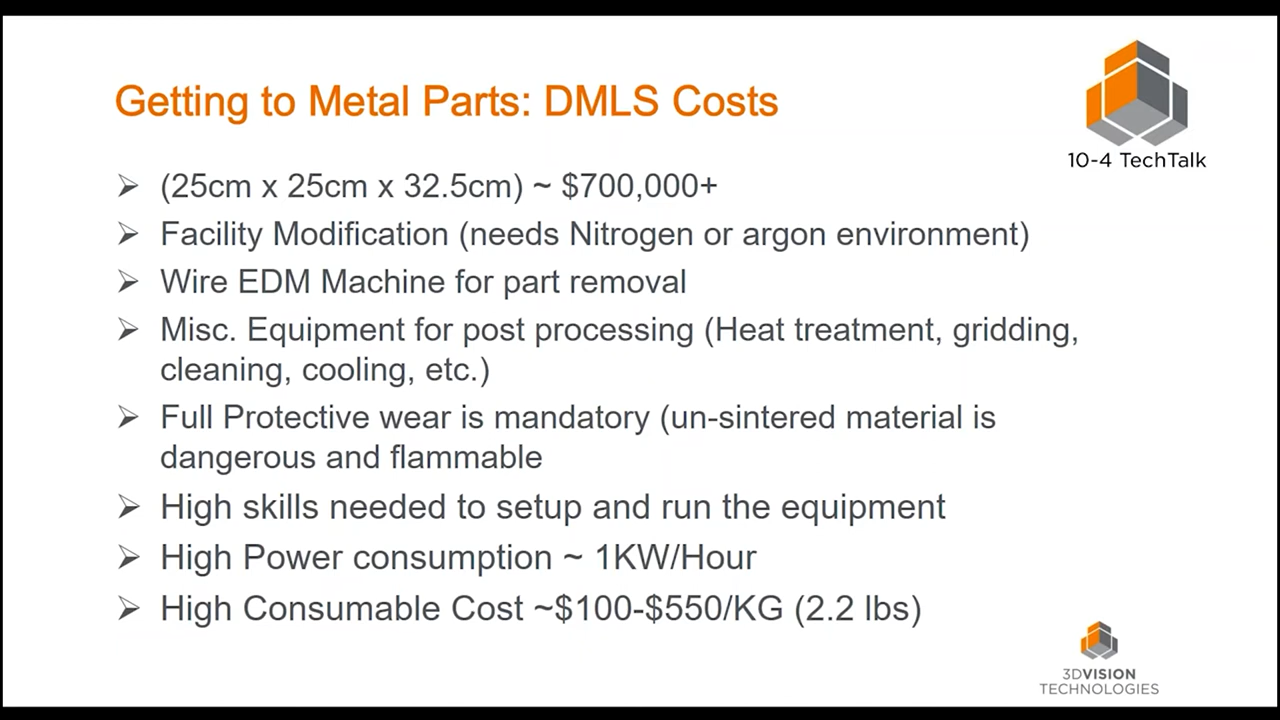 Getting to Metal Parts: DMLS Costs
10-4 TechTalk
➢ (25cm x 25cm x 32.5cm) ~ $700,000+
➢ Facility Modification (needs Nitrogen or argon environment)
➢ Wire EDM Machine for part removal
➢ Misc. Equipment for post processing (Heat treatment, gridding,
cleaning, cooling, etc.)
➢ Full Protective wear is mandatory (un-sintered material is
dangerous and flammable
➢ High skills needed to setup and run the equipment
➢ High Power consumption ~ 1KW/Hour
➢ High Consumable Cost ~$100-$550/KG (2.2 lbs)
3DVISION
TECHNOLOGIES